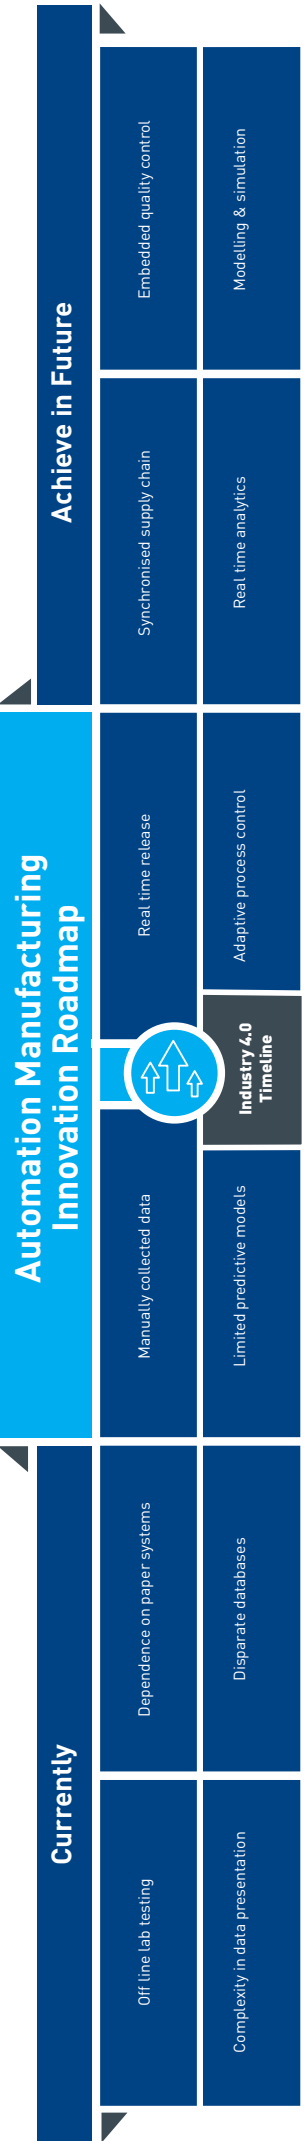 Automation Manufacturing
Innovation Roadmap
Currently
Achieve in Future
Off line lab testing
Dependence on paper systems
Manually collected data
Real time release
Synchronised supply chain
Embedded quality control
Complexity in data presentation
Disparate databases
Limited predictive models
Industry 4.0
Timeline
Adaptive process control
Real time analytics
Modelling & simulation